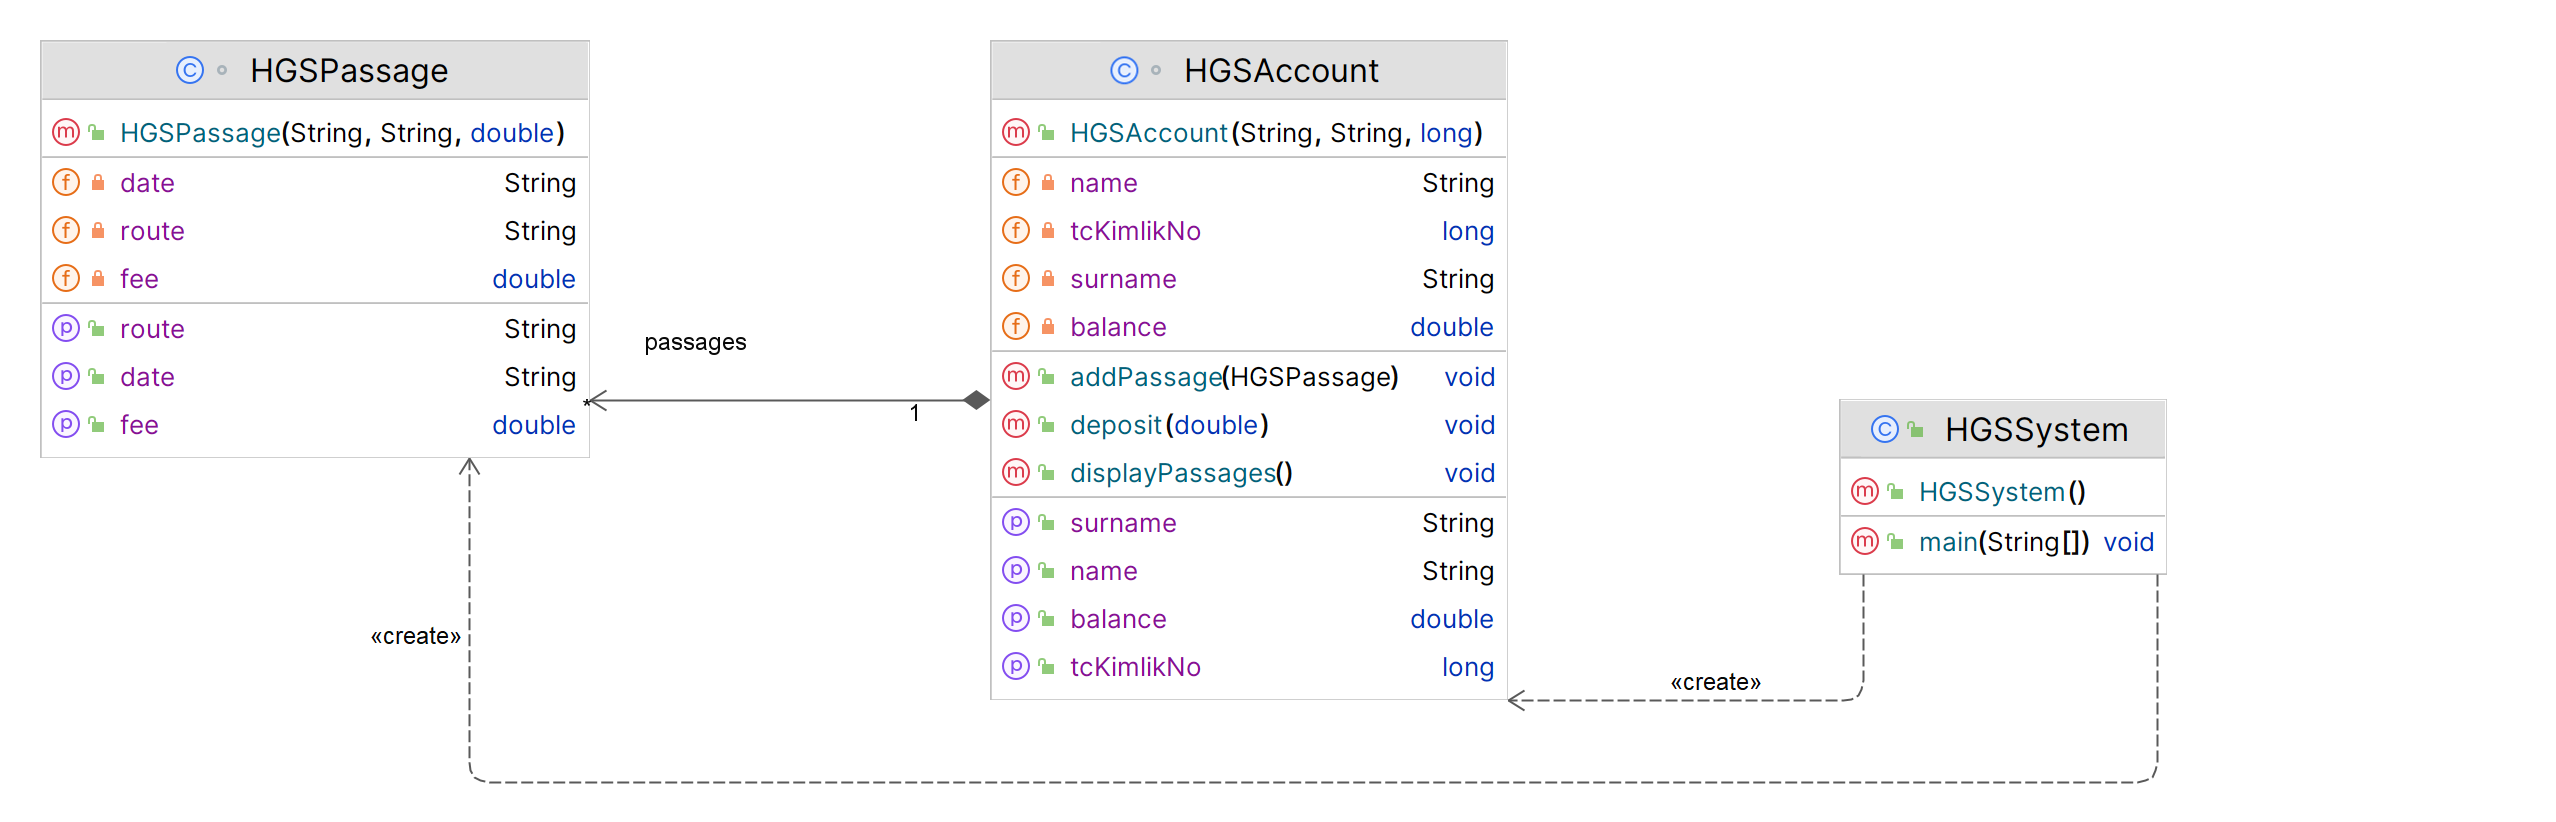 HGSPassage
HGSPassage(String, String, double)
date String
route String
fee double
route String
date String
fee double
passages
* 1
HGSAccount
HGSAccount(String, String, long)
name String
tcKimlikNo long
surname String
balance double
addPassage(HGSPassage) void
deposit(double) void
displayPassages() void
surname String
name String
balance double
tcKimlikNo long
HGSSystem
HGSSystem()
main(String[]) void
«create»
«create»